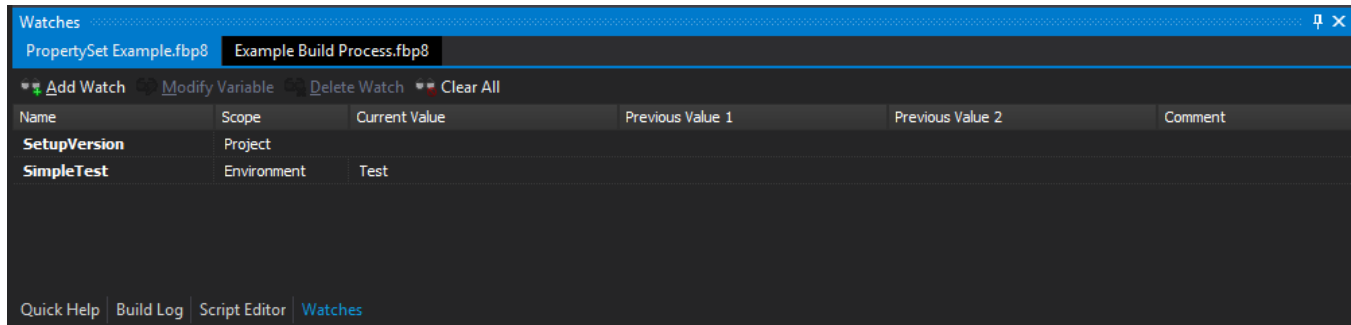 Watches
PropertySet Example.fbp8 Example Build Process.fbp8
Add Watch Modify Variable Delete Watch Clear All
Name Scope Current Value Previous Value 1 Previous Value 2 Comment
SetupVersion Project
SimpleTest Environment Test
Quick Help Build Log Script Editor Watches